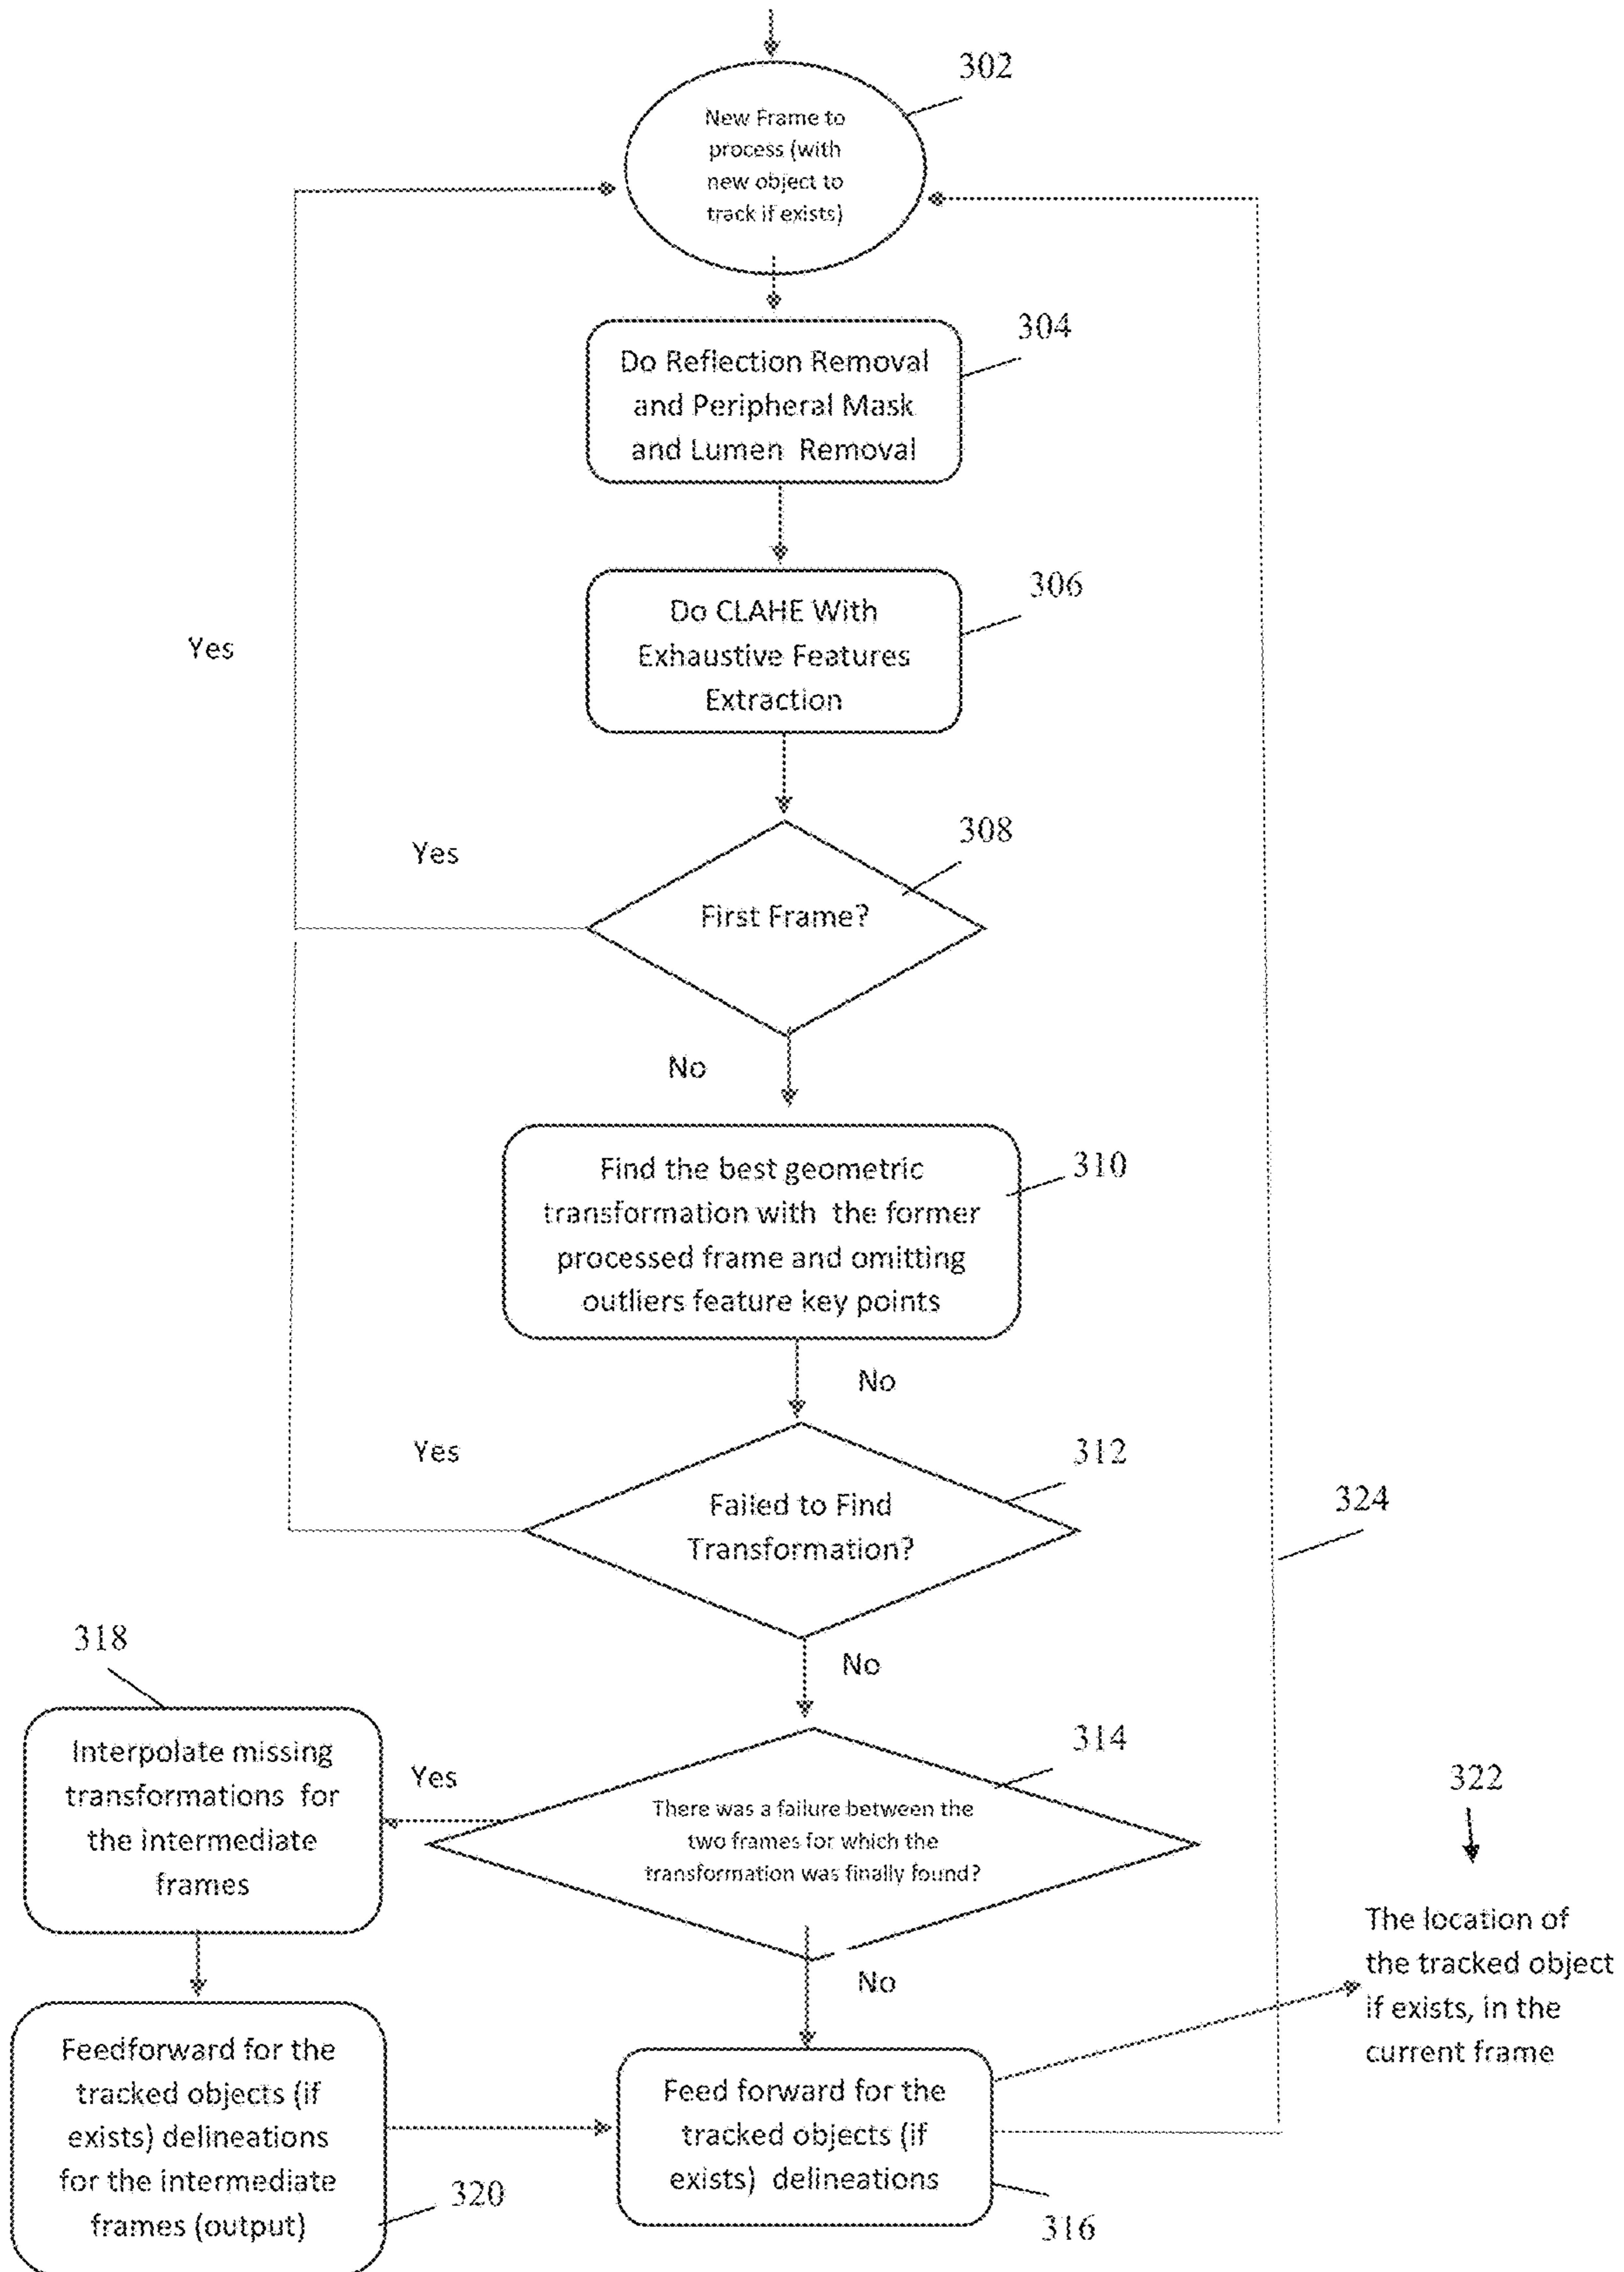 302
New Frame to
process (with
new object to
track if exists)
304
Do Reflection Removal
and Peripheral Mask
and Lumen Removal
306
Do CLAHE With
Exhaustive Features
Extraction
Yes
308
Yes
First Frame?
No
310
Find the best geometric
transformation with the former
processed frame and omitting
outliers feature key points
No
312
Yes
Failed to Find
Transformation?
324
No
318
Interpolate missing
transformations for
the intermediate
frames
Yes
314
There was a failure between the
two frames for which the
transformation was finally found?
322
The location of
the tracked object
if exists, in the
current frame
No
Feedforward for the
tracked objects (if
exists) delineations
for the intermediate
frames (output)
320
Feed forward for the
tracked objects (if
exists) delineations
316